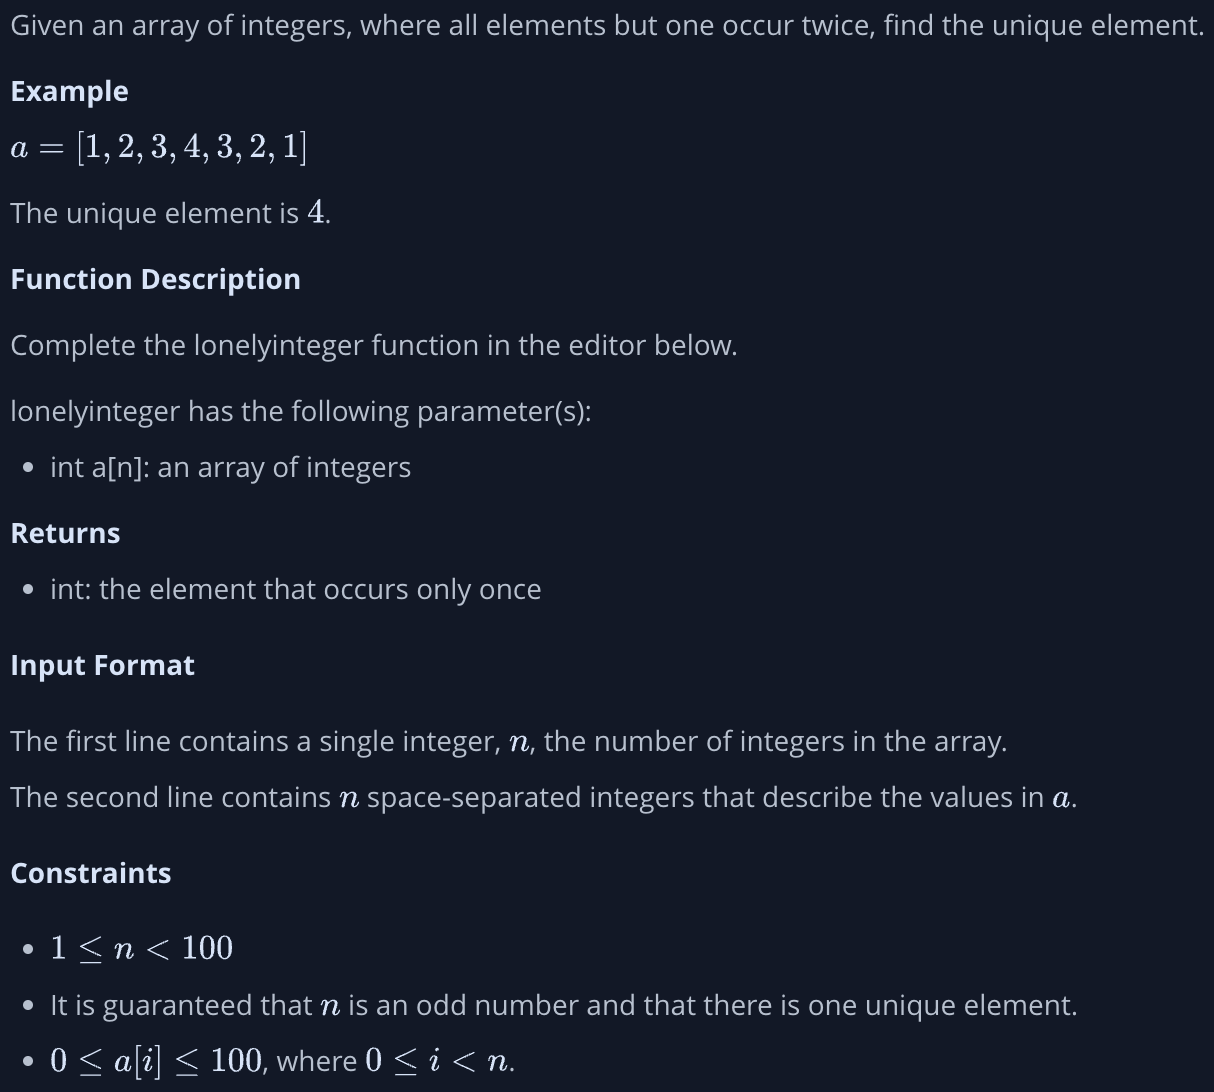 Given an array of integers, where all elements but one occur twice, find the unique element.
Example
a = [1, 2, 3, 4, 3, 2, 1]
The unique element is 4.
Function Description
Complete the lonelyinteger function in the editor below.
lonelyinteger has the following parameter(s):
• int a[n]: an array of integers
Returns
• int: the element that occurs only once
Input Format
The first line contains a single integer, n, the number of integers in the array.
The second line contains n space-separated integers that describe the values in a.
Constraints
• 1 ≤ n < 100
• It is guaranteed that n is an odd number and that there is one unique element.
• 0 ≤ a[i] ≤ 100, where 0 ≤ i < n.